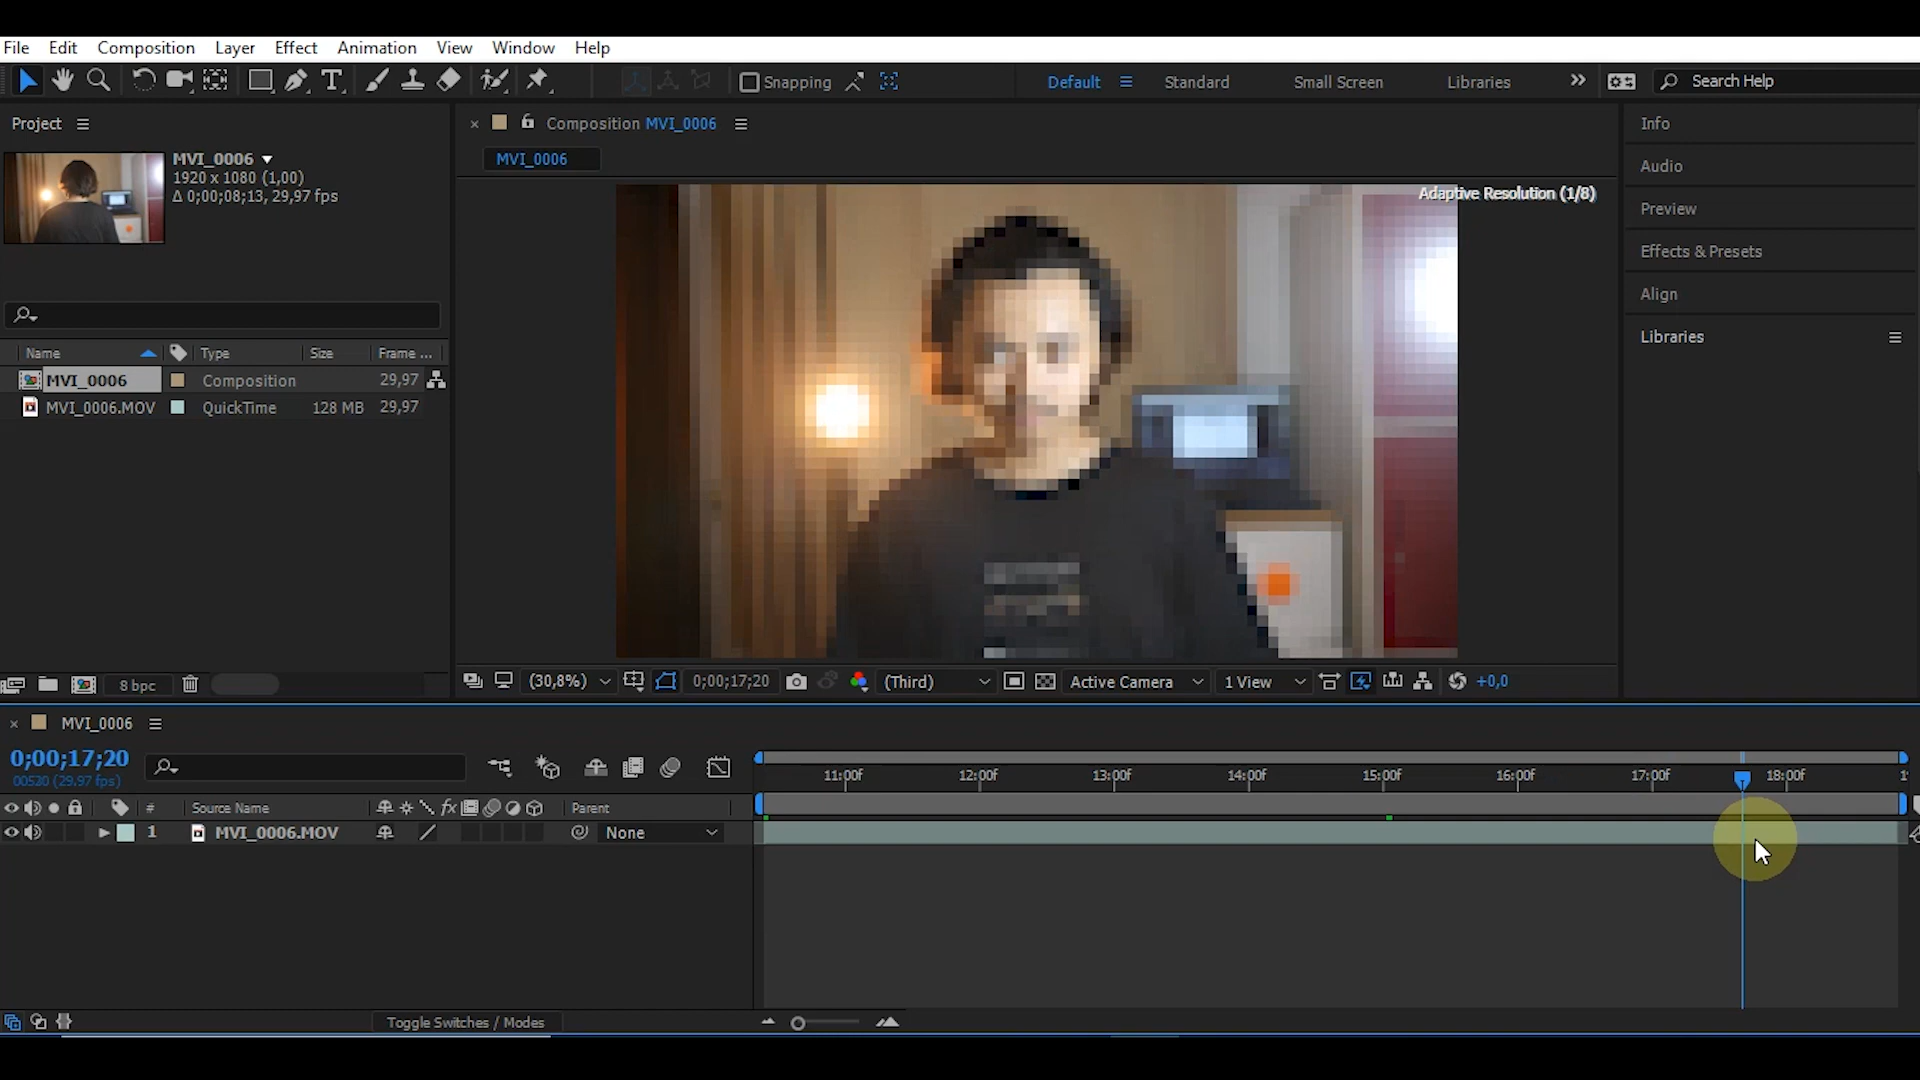 File Edit Composition Layer Effect Animation View Window Help
Snapping Default Standard Small Screen Libraries Search Help
Project
MVI_0006
1920 x 1080 (1,00)
Δ 0;00;08;13, 29,97 fps
Name Type Size Frame ...
MVI_0006 Composition 29,97
MVI_0006.MOV QuickTime 128 MB 29,97
8 bpc
Composition MVI_0006
MVI_0006
Adaptive Resolution (1/8)
(30,8%) 0;00;17;20 (Third) Active Camera 1 View +0,0
Info
Audio
Preview
Effects & Presets
Align
Libraries
MVI_0006
0;00;17;20
00530 (29.97 fps)
11:00f 12:00f 13:00f 14:00f 15:00f 16:00f 17:00f 18:00f 1
# Source Name fx Parent
1 MVI_0006.MOV None
Toggle Switches / Modes